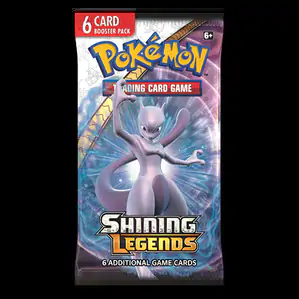 6 CARD
BOOSTER PACK
6+
POKéMON
TRADING CARD GAME
SHINING
LEGENDS
6 ADDITIONAL GAME CARDS